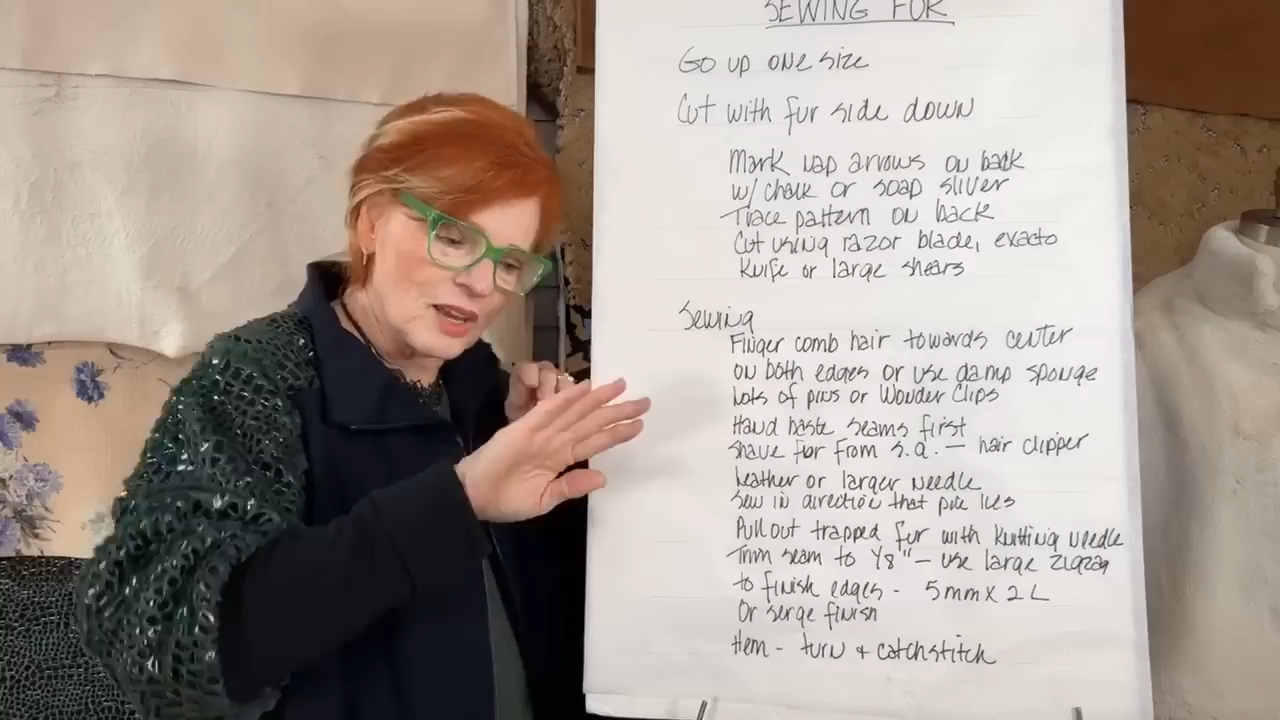 SEWING FUR
Go up one size
Cut with fur side down
Mark nap arrows on back
w/chalk or soap sliver
Trace pattern on back
Cut using razor blade, exacto
knife or large shears
Sewing
Finger comb hair towards center
on both edges or use damp sponge
Lots of pins or Wonder Clips
Hand baste seams first
Shave fur from s.a. — hair clipper
Leather or larger needle
Sew in direction that pile lies
Pull out trapped fur with knitting needle
Trim seam to 1/8" — use large zigzag
to finish edges - 5mm x 2 L
Or serge finish
Hem - turn + catchstitch